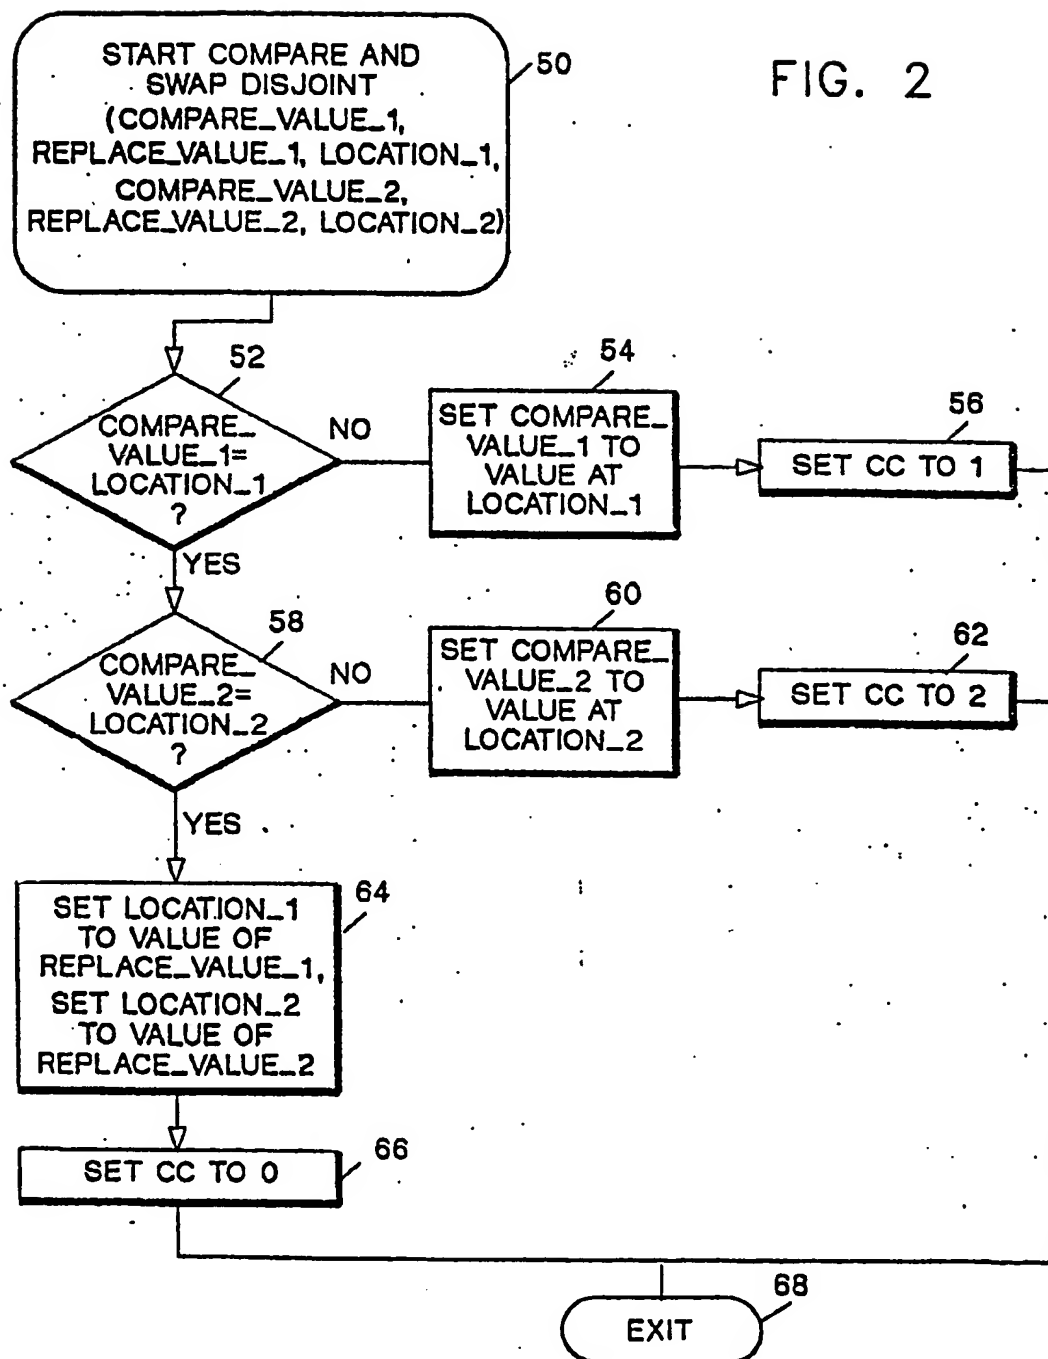 FIG. 2
START COMPARE AND
SWAP DISJOINT
(COMPARE_VALUE_1,
REPLACE_VALUE_1, LOCATION_1,
COMPARE_VALUE_2,
REPLACE_VALUE_2, LOCATION_2)
50
52
COMPARE_
VALUE_1=
LOCATION_1
?
NO
54
SET COMPARE_
VALUE_1 TO
VALUE AT
LOCATION_1
56
SET CC TO 1
YES
58
COMPARE_
VALUE_2=
LOCATION_2
?
NO
60
SET COMPARE_
VALUE_2 TO
VALUE AT
LOCATION_2
62
SET CC TO 2
YES
64
SET LOCATION_1
TO VALUE OF
REPLACE_VALUE_1,
SET LOCATION_2
TO VALUE OF
REPLACE_VALUE_2
66
SET CC TO 0
68
EXIT